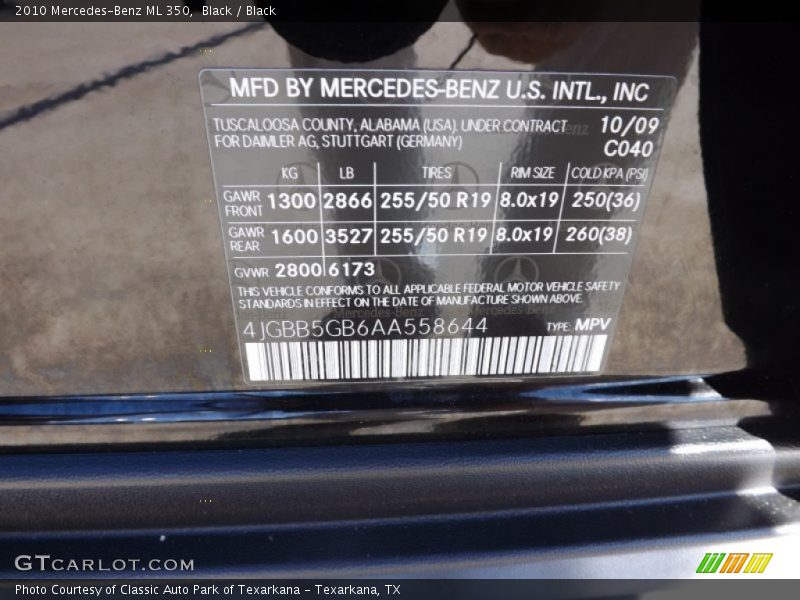 2010 Mercedes-Benz ML 350, Black / Black
MFD BY MERCEDES-BENZ U.S. INTL., INC
TUSCALOOSA COUNTY, ALABAMA (USA). UNDER CONTRACT 10/09
FOR DAIMLER AG, STUTTGART (GERMANY) C040
KG LB TIRES RIM SIZE COLD KPA (PSI)
GAWR FRONT 1300 2866 255/50 R19 8.0x19 250(36)
GAWR REAR 1600 3527 255/50 R19 8.0x19 260(38)
GVWR 2800 6173
THIS VEHICLE CONFORMS TO ALL APPLICABLE FEDERAL MOTOR VEHICLE SAFETY
STANDARDS IN EFFECT ON THE DATE OF MANUFACTURE SHOWN ABOVE.
Mercedes-Benz
4JGBB5GB6AA558644 TYPE: MPV
GTCARLOT.COM
Photo Courtesy of Classic Auto Park of Texarkana - Texarkana, TX